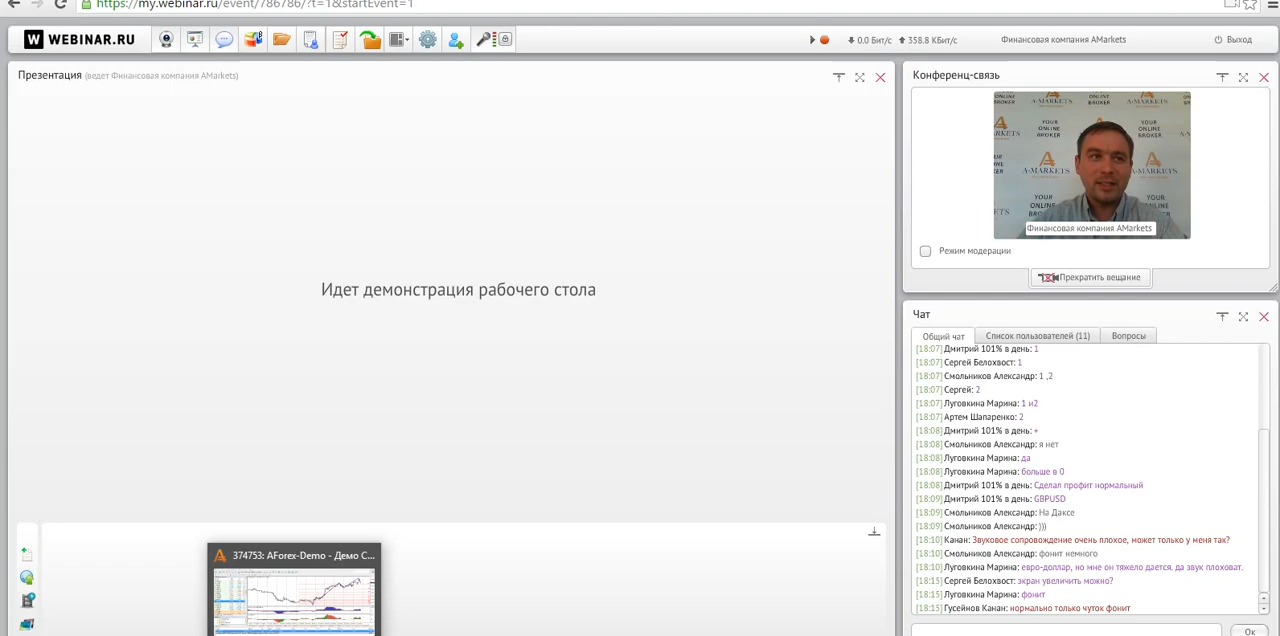 https://my.webinar.ru/event/786786/?t=1&startEvent=1
W WEBINAR.RU
0.0 Бит/с 358.8 КБит/с
Финансовая компания AMarkets
Выход
Презентация (ведет Финансовая компания AMarkets)
Идет демонстрация рабочего стола
374753: AForex-Demo - Демо С...
Конференц-связь
A-MARKETS
YOUR ONLINE BROKER
Финансовая компания AMarkets
Режим модерации
Прекратить вещание
Чат
Общий чат
Список пользователей (11)
Вопросы
[18:07] Дмитрий 101% в день: 1
[18:07] Сергей Белохвост: 1
[18:07] Смольников Александр: 1 ,2
[18:07] Сергей: 2
[18:07] Луговкина Марина: 1 и2
[18:07] Артем Шапаренко: 2
[18:08] Дмитрий 101% в день: +
[18:08] Смольников Александр: я нет
[18:08] Луговкина Марина: да
[18:08] Луговкина Марина: больше в 0
[18:08] Дмитрий 101% в день: Сделал профит нормальный
[18:09] Дмитрий 101% в день: GBPUSD
[18:09] Смольников Александр: На Даксе
[18:09] Смольников Александр: )))
[18:10] Канан: Звуковое сопровождение очень плохое, может только у меня так?
[18:10] Смольников Александр: фонит немного
[18:10] Луговкина Марина: евро-доллар, но мне он тяжело дается. да звук плоховат.
[18:15] Сергей Белохвост: экран увеличить можно?
[18:15] Луговкина Марина: фонит
[18:15] Гусейнов Канан: нормально только чуток фонит
Ок